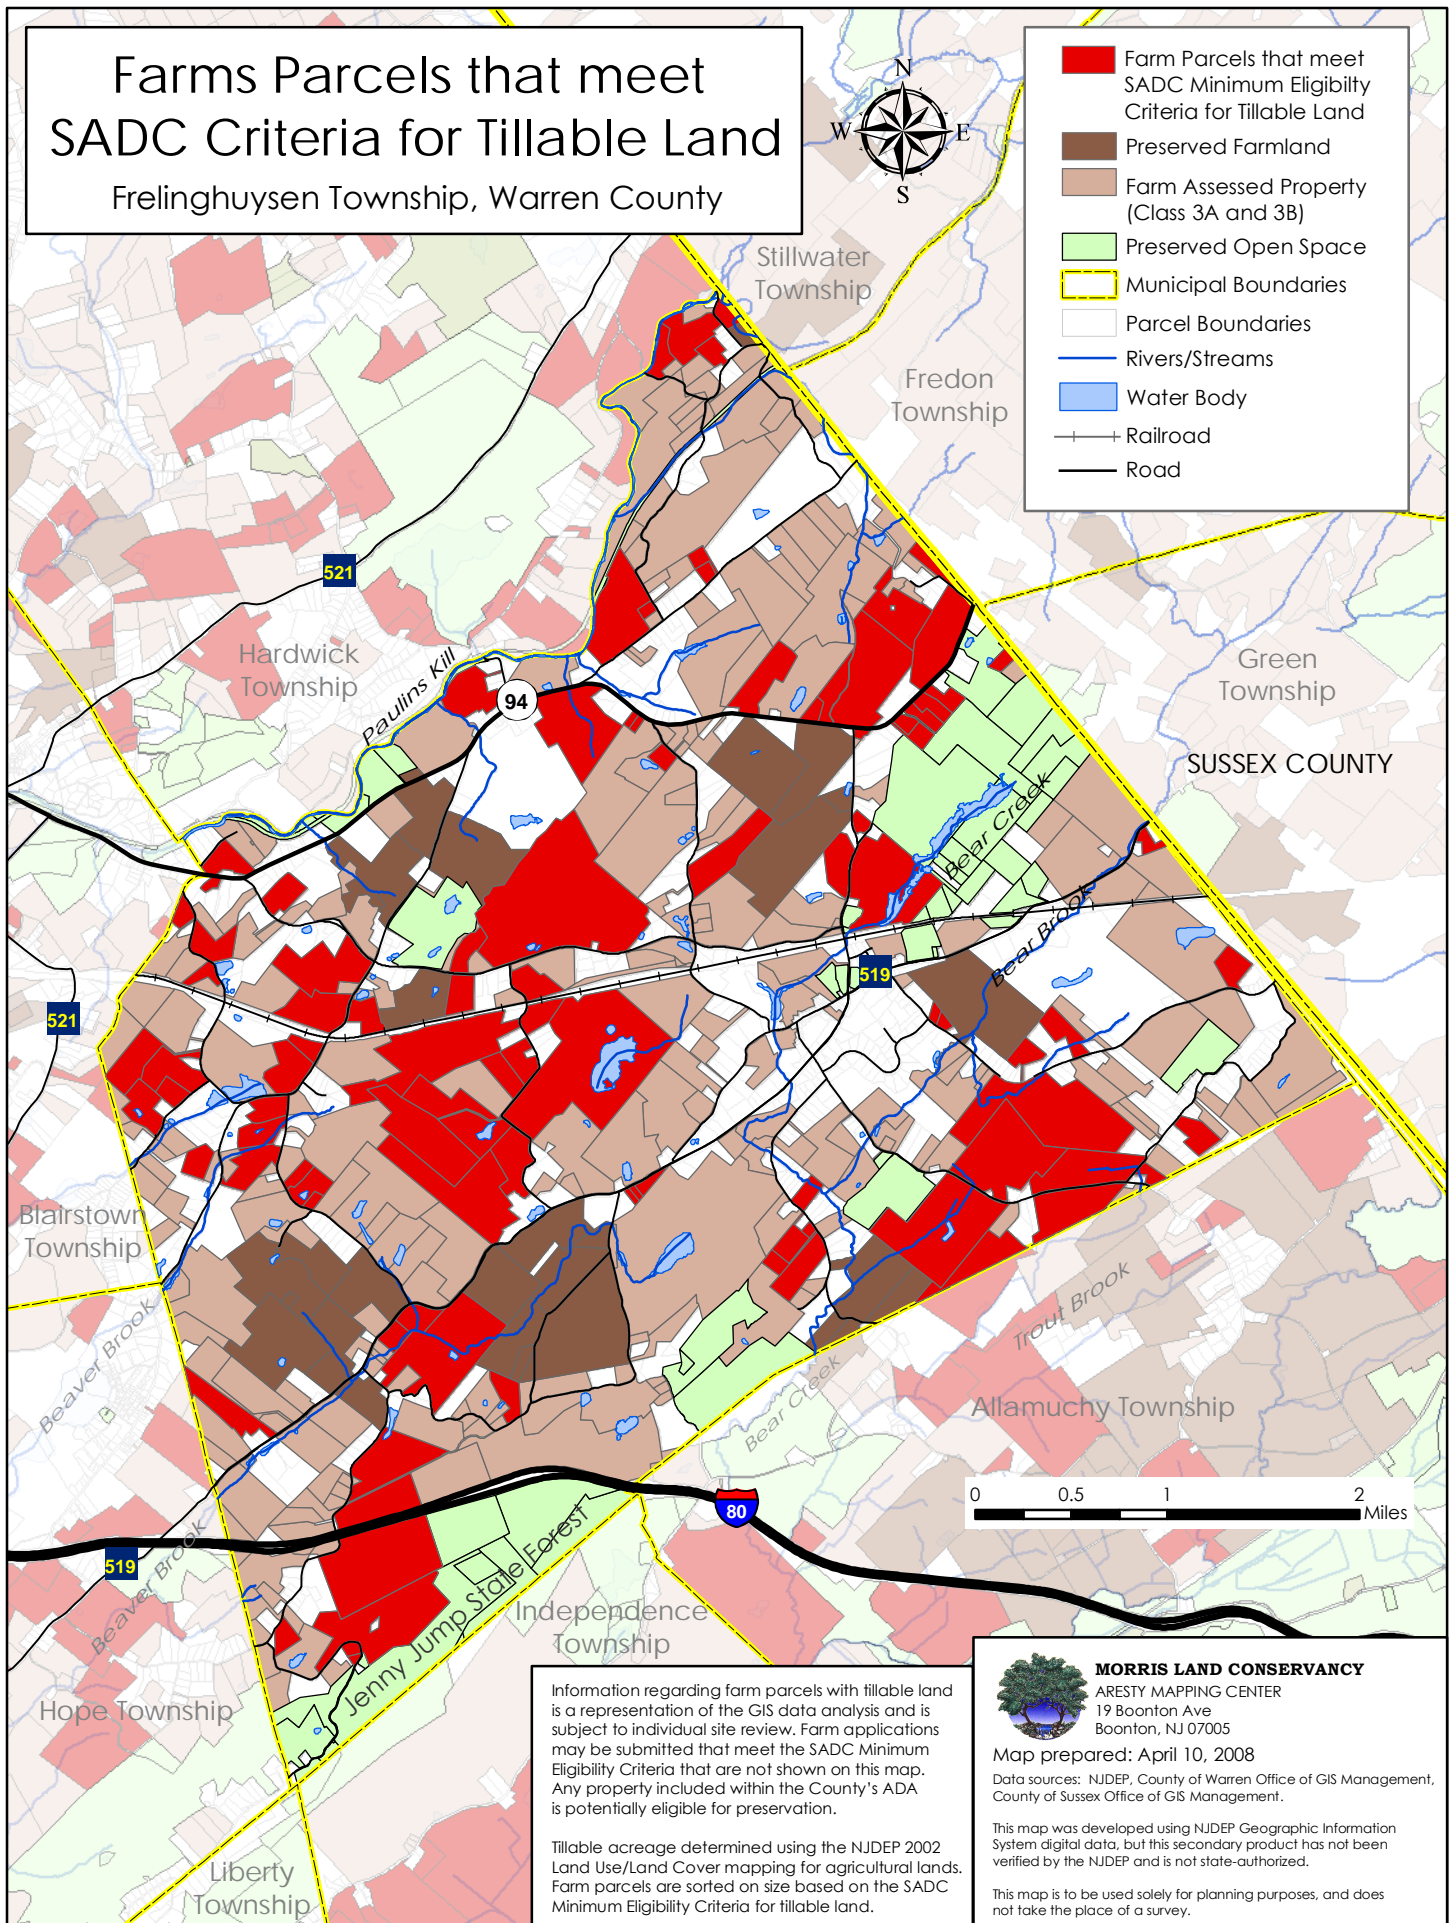 Farms Parcels that meet
SADC Criteria for Tillable Land
Frelinghuysen Township, Warren County
N
W
E
S
Farm Parcels that meet
SADC Minimum Eligibilty
Criteria for Tillable Land
Preserved Farmland
Farm Assessed Property
(Class 3A and 3B)
Preserved Open Space
Municipal Boundaries
Parcel Boundaries
Rivers/Streams
Water Body
Railroad
Road
Stillwater
Township
Fredon
Township
521
Hardwick
Township
Paulins Kill
94
Green
Township
SUSSEX COUNTY
Bear Creek
Bear Brook
519
521
Blairstown
Township
Beaver Brook
Trout Brook
Bear Creek
Allamuchy Township
0
0.5
1
2
Miles
80
519
Beaver Brook
Jenny Jump State Forest
Independence
Township
Hope Township
Liberty
Township
Information regarding farm parcels with tillable land
is a representation of the GIS data analysis and is
subject to individual site review. Farm applications
may be submitted that meet the SADC Minimum
Eligibility Criteria that are not shown on this map.
Any property included within the County's ADA
is potentially eligible for preservation.
Tillable acreage determined using the NJDEP 2002
Land Use/Land Cover mapping for agricultural lands.
Farm parcels are sorted on size based on the SADC
Minimum Eligibility Criteria for tillable land.
MORRIS LAND CONSERVANCY
ARESTY MAPPING CENTER
19 Boonton Ave
Boonton, NJ 07005
Map prepared: April 10, 2008
Data sources: NJDEP, County of Warren Office of GIS Management,
County of Sussex Office of GIS Management.
This map was developed using NJDEP Geographic Information
System digital data, but this secondary product has not been
verified by the NJDEP and is not state-authorized.
This map is to be used solely for planning purposes, and does
not take the place of a survey.